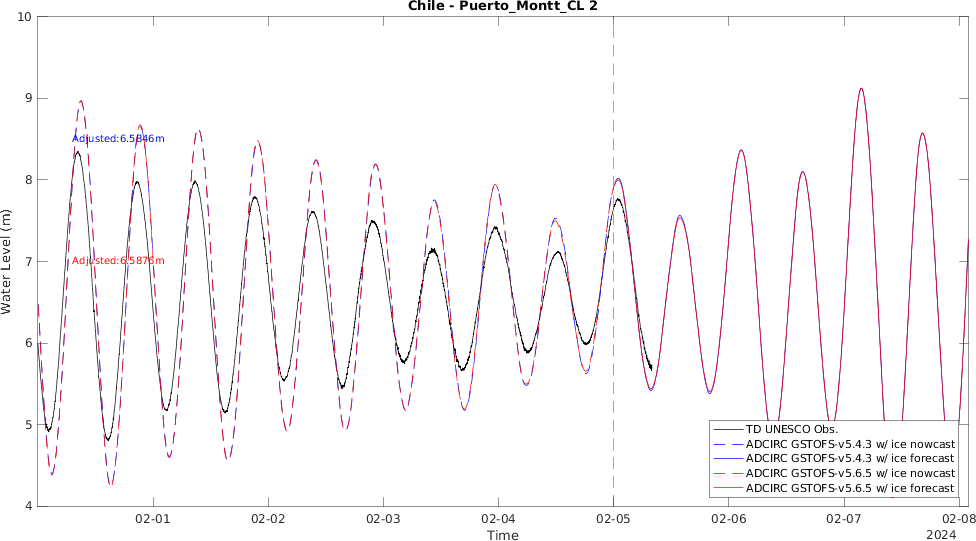 Chile - Puerto_Montt_CL 2
10
9
8
7
6
5
4
Water Level (m)
Adjusted:6.5846m
Adjusted:6.5876m
TD UNESCO Obs.
ADCIRC GSTOFS-v5.4.3 w/ ice nowcast
ADCIRC GSTOFS-v5.4.3 w/ ice forecast
ADCIRC GSTOFS-v5.6.5 w/ ice nowcast
ADCIRC GSTOFS-v5.6.5 w/ ice forecast
02-01 02-02 02-03 02-04 02-05 02-06 02-07 02-08
Time
2024